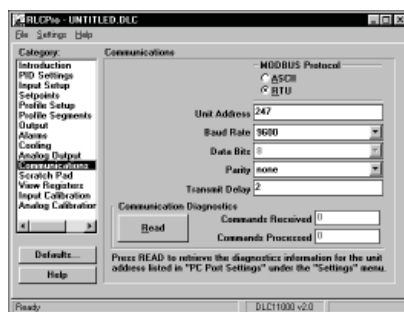 RLCPro - UNTITLED.DLC
File Settings Help
Category:
Introduction
PID Settings
Input Setup
Setpoints
Profile Setup
Profile Segments
Output
Alarms
Cooling
Analog Output
Communications
Scratch Pad
View Registers
Input Calibration
Analog Calibration
Defaults...
Help
Communications
MODBUS Protocol
ASCII
RTU
Unit Address 247
Baud Rate 9600
Data Bits 8
Parity none
Transmit Delay 2
Communication Diagnostics
Read
Commands Received 0
Commands Processed 0
Press READ to retrieve the diagnostics information for the unit
address listed in "PC Port Settings" under the "Settings" menu.
Ready
DLC11000 v2.0